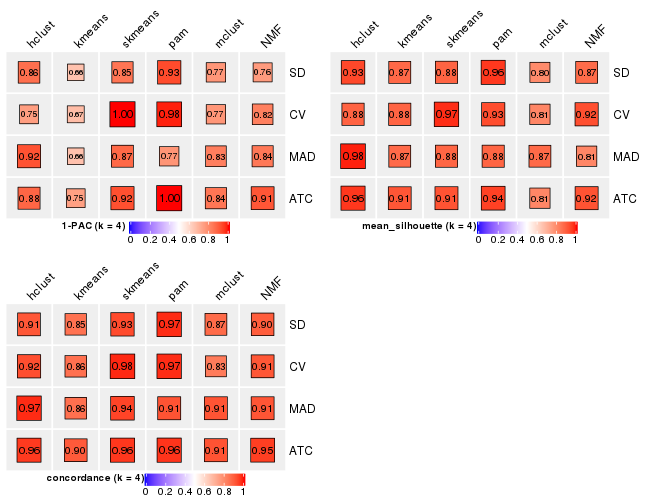 hclust kmeans skmeans pam mclust NMF
0.86 0.66 0.85 0.93 0.77 0.76 SD
0.75 0.67 1.00 0.98 0.77 0.82 CV
0.92 0.66 0.87 0.77 0.83 0.84 MAD
0.88 0.75 0.92 1.00 0.84 0.91 ATC
1-PAC (k = 4)
0 0.2 0.4 0.6 0.8 1
hclust kmeans skmeans pam mclust NMF
0.93 0.87 0.88 0.96 0.80 0.87 SD
0.88 0.88 0.97 0.93 0.81 0.92 CV
0.98 0.87 0.88 0.88 0.87 0.81 MAD
0.96 0.91 0.91 0.94 0.81 0.92 ATC
mean_silhouette (k = 4)
0 0.2 0.4 0.6 0.8 1
hclust kmeans skmeans pam mclust NMF
0.91 0.85 0.93 0.97 0.87 0.90 SD
0.92 0.86 0.98 0.97 0.83 0.91 CV
0.97 0.86 0.94 0.91 0.91 0.91 MAD
0.96 0.90 0.96 0.96 0.91 0.95 ATC
concordance (k = 4)
0 0.2 0.4 0.6 0.8 1